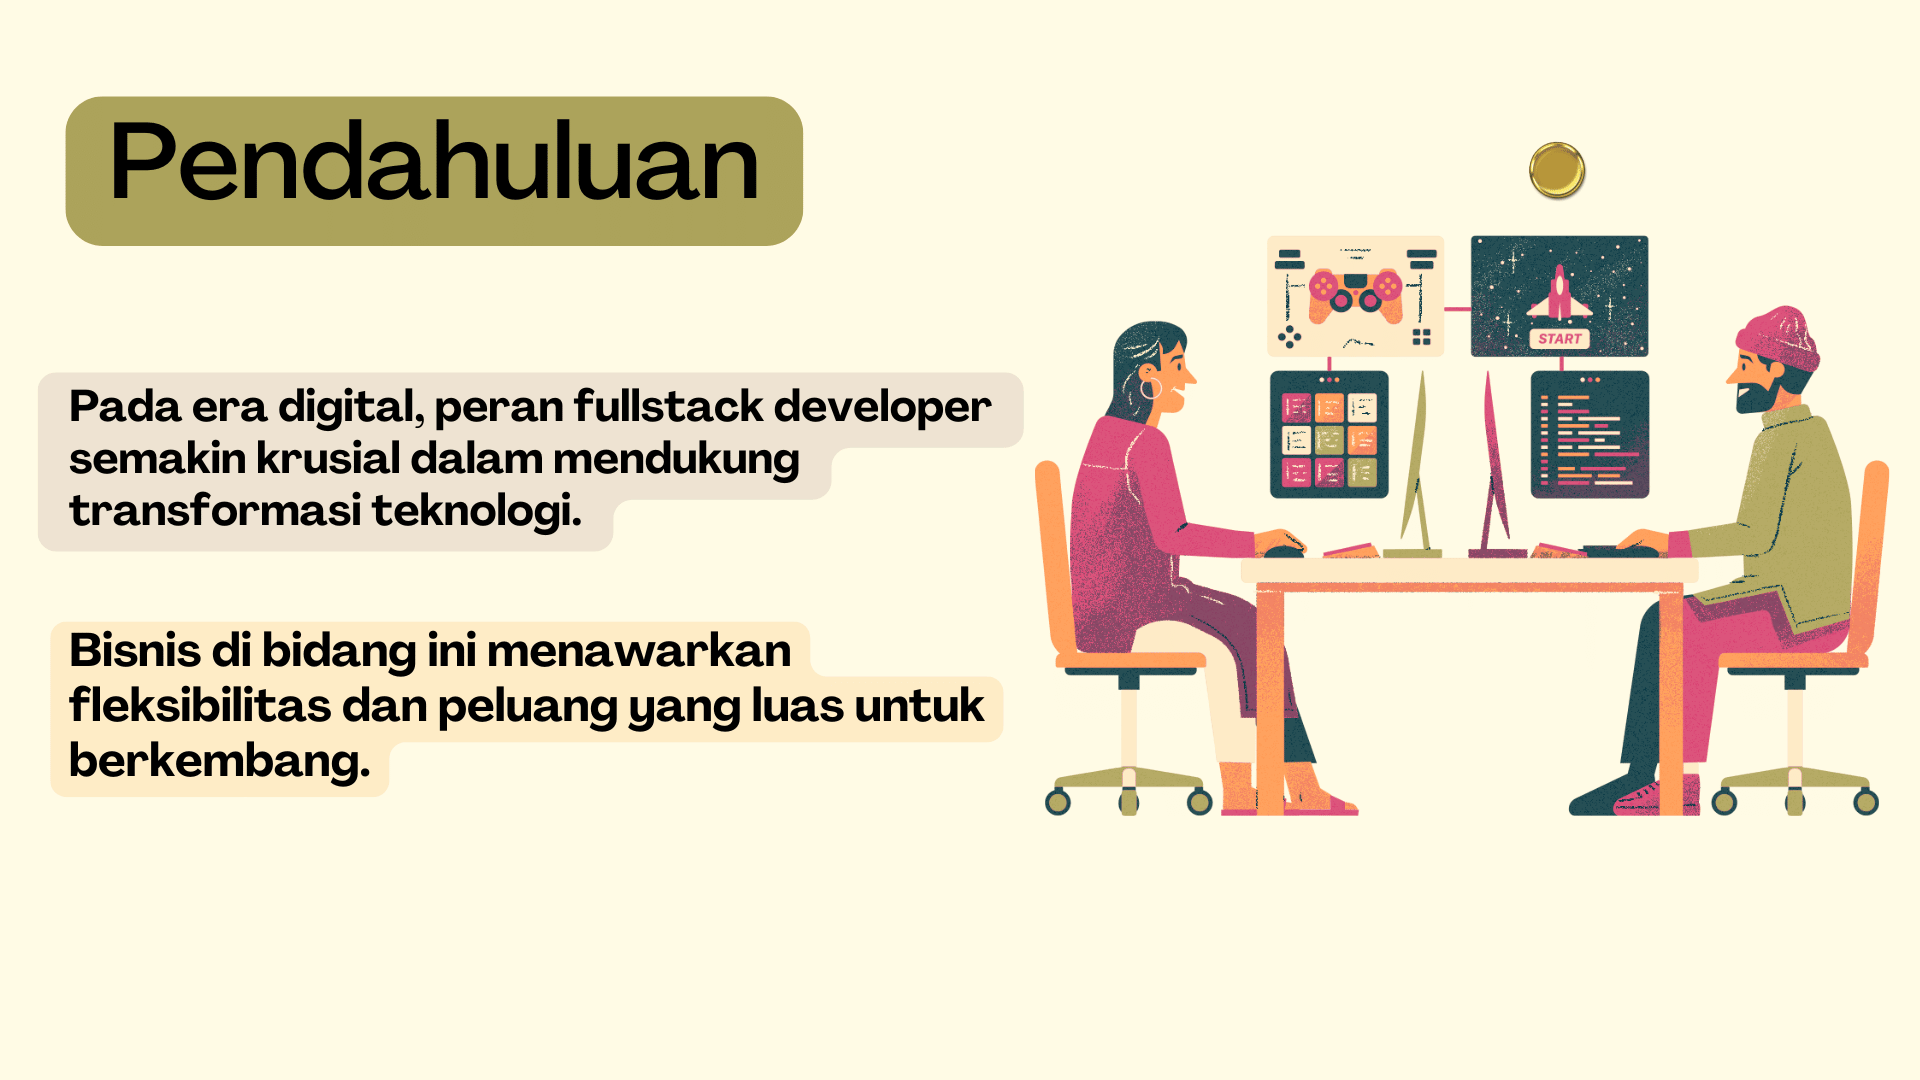 Pendahuluan
Pada era digital, peran fullstack developer
semakin krusial dalam mendukung
transformasi teknologi.
Bisnis di bidang ini menawarkan
fleksibilitas dan peluang yang luas untuk
berkembang.
START